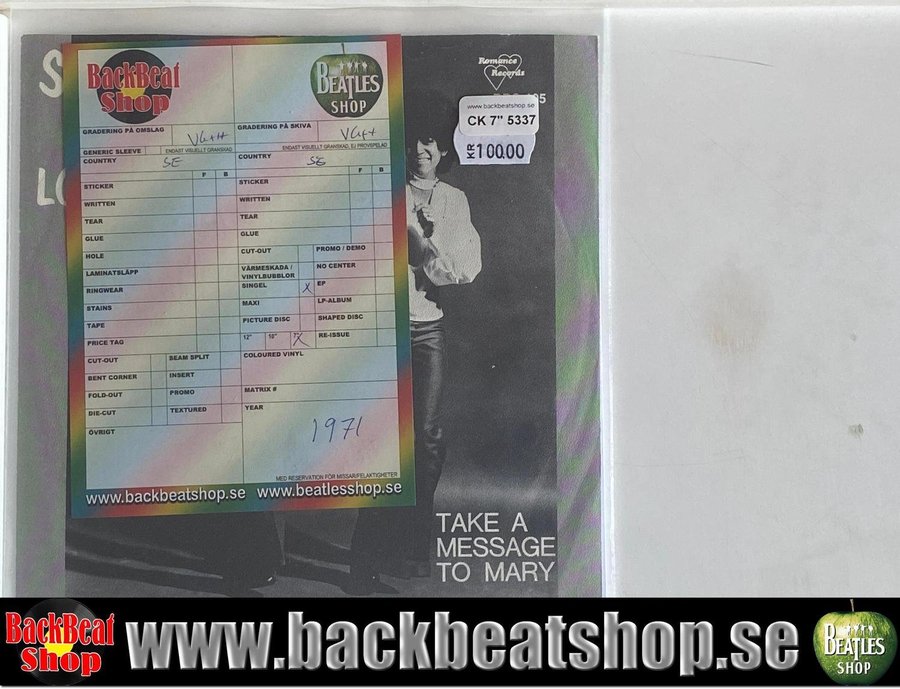 S
LO
BackBeat
Shop
BEATLES
SHOP
GRADERING PÅ OMSLAG
VG++
GRADERING PÅ SKIVA
VG++
GENERIC SLEEVE
ENDAST VISUELLT GRANSKAD
ENDAST VISUELLT GRANSKAD, EJ PROVSPELAD
COUNTRY
SE
COUNTRY
SE
F B
F B
STICKER
WRITTEN
TEAR
GLUE
HOLE
LAMINATSLÄPP
RINGWEAR
STAINS
TAPE
PRICE TAG
CUT-OUT
SEAM SPLIT
BENT CORNER
INSERT
FOLD-OUT
PROMO
DIE-CUT
TEXTURED
ÖVRIGT
STICKER
WRITTEN
TEAR
GLUE
CUT-OUT
PROMO / DEMO
VÄRMESKADA /
VINYLBUBBLOR
NO CENTER
SINGEL
X
EP
MAXI
LP-ALBUM
PICTURE DISC
SHAPED DISC
12" 10" 7" X
RE-ISSUE
COLOURED VINYL
MATRIX #
YEAR
1971
MED RESERVATION FÖR MISSAR/FELAKTIGHETER
www.backbeatshop.se www.beatlesshop.se
Romance
Records
www.backbeatshop.se
CK 7" 5337
KR 100.00
TAKE A
MESSAGE
TO MARY
BackBeat
Shop
www.backbeatshop.se
BEATLES
SHOP